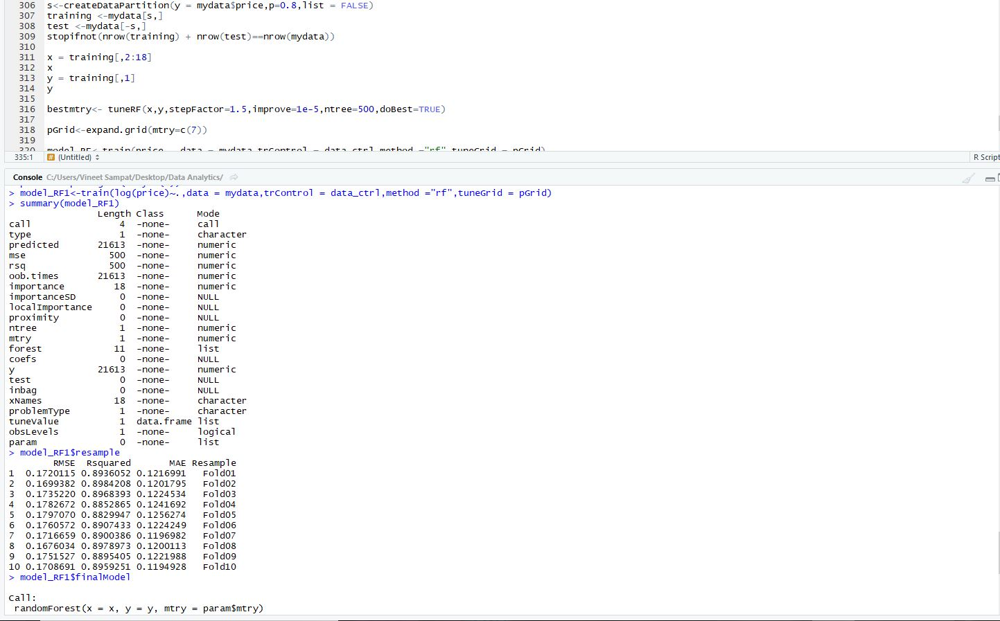 306 s<-createDataPartition(y = mydata$price,p=0.8,list = FALSE)
307 training <-mydata[s,]
308 test <-mydata[-s,]
309 stopifnot(nrow(training) + nrow(test)==nrow(mydata))
310
311 x = training[,2:18]
312 x
313 y = training[,1]
314 y
315
316 bestmtry<- tuneRF(x,y,stepFactor=1.5,improve=1e-5,ntree=500,doBest=TRUE)
317
318 pGrid<-expand.grid(mtry=c(7))
319
320 model_RF<-train(price~.,data = mydata,trControl = data_ctrl,method ="rf",tuneGrid = pGrid)
335:1 # (Untitled) R Script
Console C:/Users/Vineet Sampat/Desktop/Data Analytics/
> model_RF1<-train(log(price)~.,data = mydata,trControl = data_ctrl,method ="rf",tuneGrid = pGrid)
> summary(model_RF1)
Length Class Mode
call 4 -none- call
type 1 -none- character
predicted 21613 -none- numeric
mse 500 -none- numeric
rsq 500 -none- numeric
oob.times 21613 -none- numeric
importance 18 -none- numeric
importanceSD 0 -none- NULL
localImportance 0 -none- NULL
proximity 0 -none- NULL
ntree 1 -none- numeric
mtry 1 -none- numeric
forest 11 -none- list
coefs 0 -none- NULL
y 21613 -none- numeric
test 0 -none- NULL
inbag 0 -none- NULL
xNames 18 -none- character
problemType 1 -none- character
tuneValue 1 data.frame list
obsLevels 1 -none- logical
param 0 -none- list
> model_RF1$resample
RMSE Rsquared MAE Resample
1 0.1720115 0.8936052 0.1216991 Fold01
2 0.1699382 0.8984208 0.1201795 Fold02
3 0.1735220 0.8968393 0.1224534 Fold03
4 0.1782672 0.8852865 0.1241692 Fold04
5 0.1797070 0.8829947 0.1256274 Fold05
6 0.1760572 0.8907433 0.1224249 Fold06
7 0.1716659 0.8900386 0.1196982 Fold07
8 0.1676034 0.8978973 0.1200113 Fold08
9 0.1751527 0.8895405 0.1221988 Fold09
10 0.1708691 0.8959251 0.1194928 Fold10
> model_RF1$finalModel
Call:
randomForest(x = x, y = y, mtry = param$mtry)